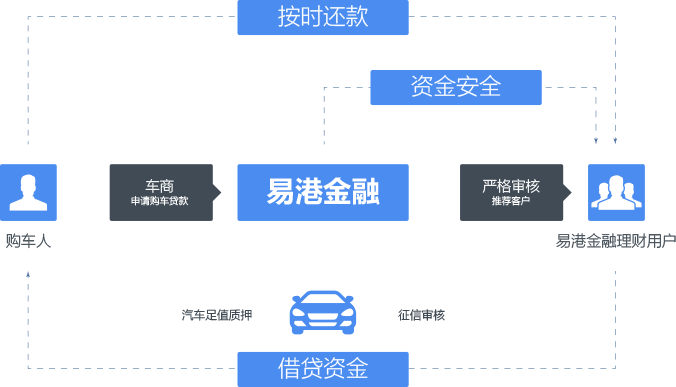 按时还款
资金安全
车商
申请购车贷款
易港金融
严格审核
推荐客户
购车人
易港金融理财用户
汽车足值质押
征信审核
借贷资金